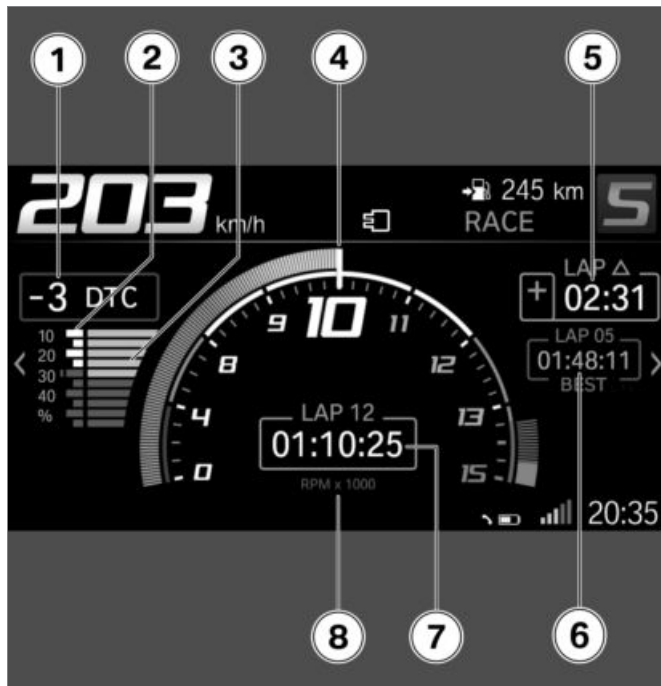 1 2 3 4 5
203 km/h
245 km
RACE
S
-3 DTC
LAP △
+ 02:31
10
20
30
40
%
LAP 05
01:48:11
BEST
0
4
8
9
10
11
12
13
15
LAP 12
01:10:25
RPM x 1000
20:35
8 7 6